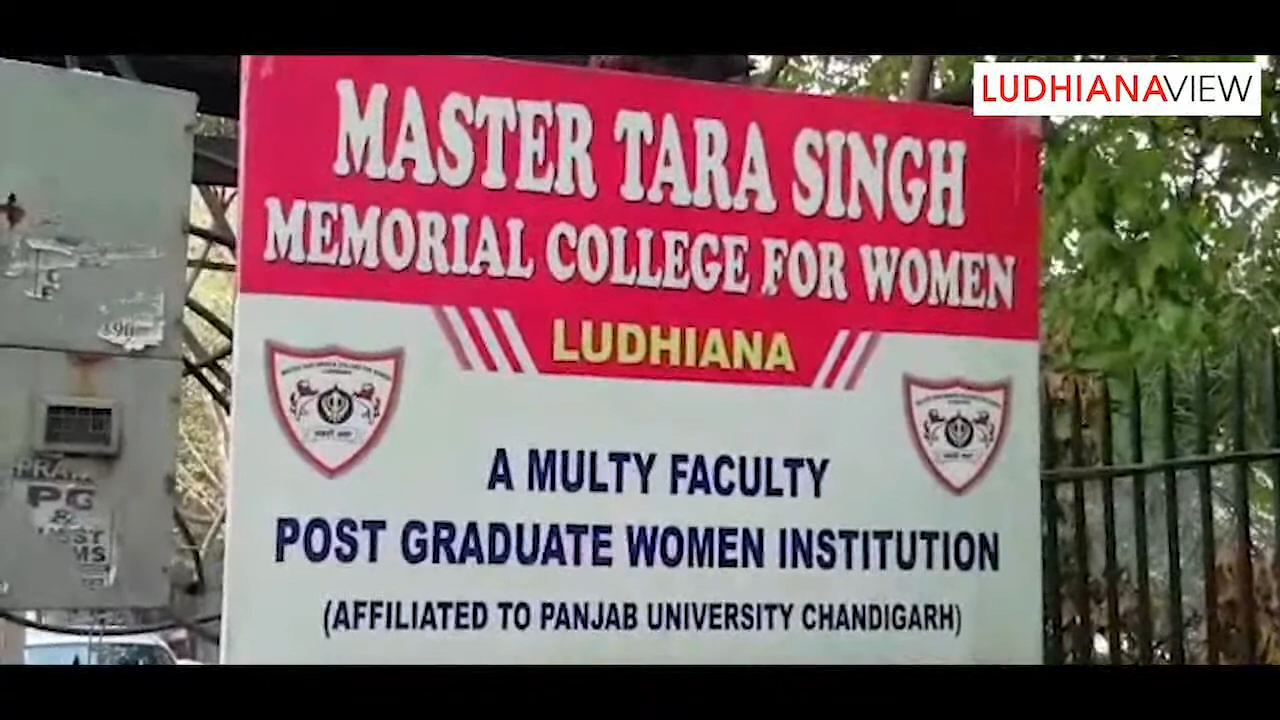 LUDHIANAVIEW
MASTER TARA SINGH
MEMORIAL COLLEGE FOR WOMEN
LUDHIANA
A MULTY FACULTY
POST GRADUATE WOMEN INSTITUTION
(AFFILIATED TO PANJAB UNIVERSITY CHANDIGARH)
PG
&